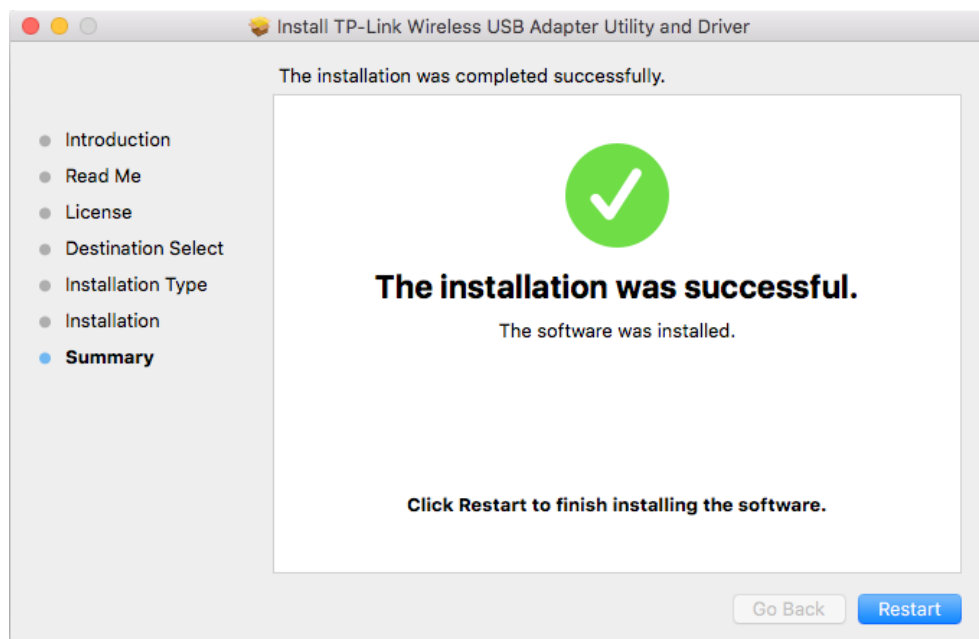 Install TP-Link Wireless USB Adapter Utility and Driver
The installation was completed successfully.
Introduction
Read Me
License
Destination Select
Installation Type
Installation
Summary
The installation was successful.
The software was installed.
Click Restart to finish installing the software.
Go Back
Restart